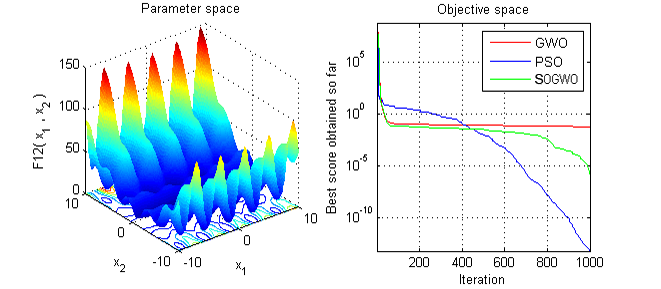 Parameter space
F12( x1 , x2 )
150
100
50
0
10
0
-10
x2
-10
0
10
x1
Objective space
Best score obtained so far
10^5
10^0
10^-5
10^-10
GWO
PSO
SOGWO
200 400 600 800 1000
Iteration